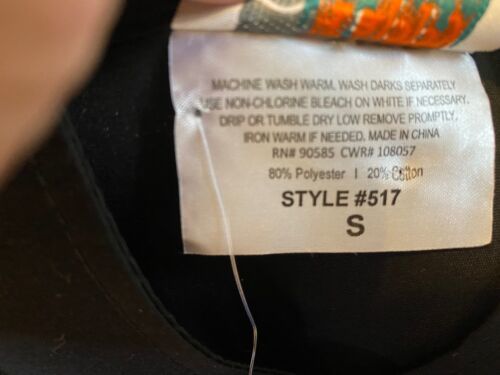 MACHINE WASH WARM. WASH DARKS SEPARATELY
USE NON-CHLORINE BLEACH ON WHITE IF NECESSARY.
DRIP OR TUMBLE DRY LOW REMOVE PROMPTLY.
IRON WARM IF NEEDED. MADE IN CHINA
RN# 90585 CWR# 108057
80% Polyester | 20% Cotton
STYLE #517
S